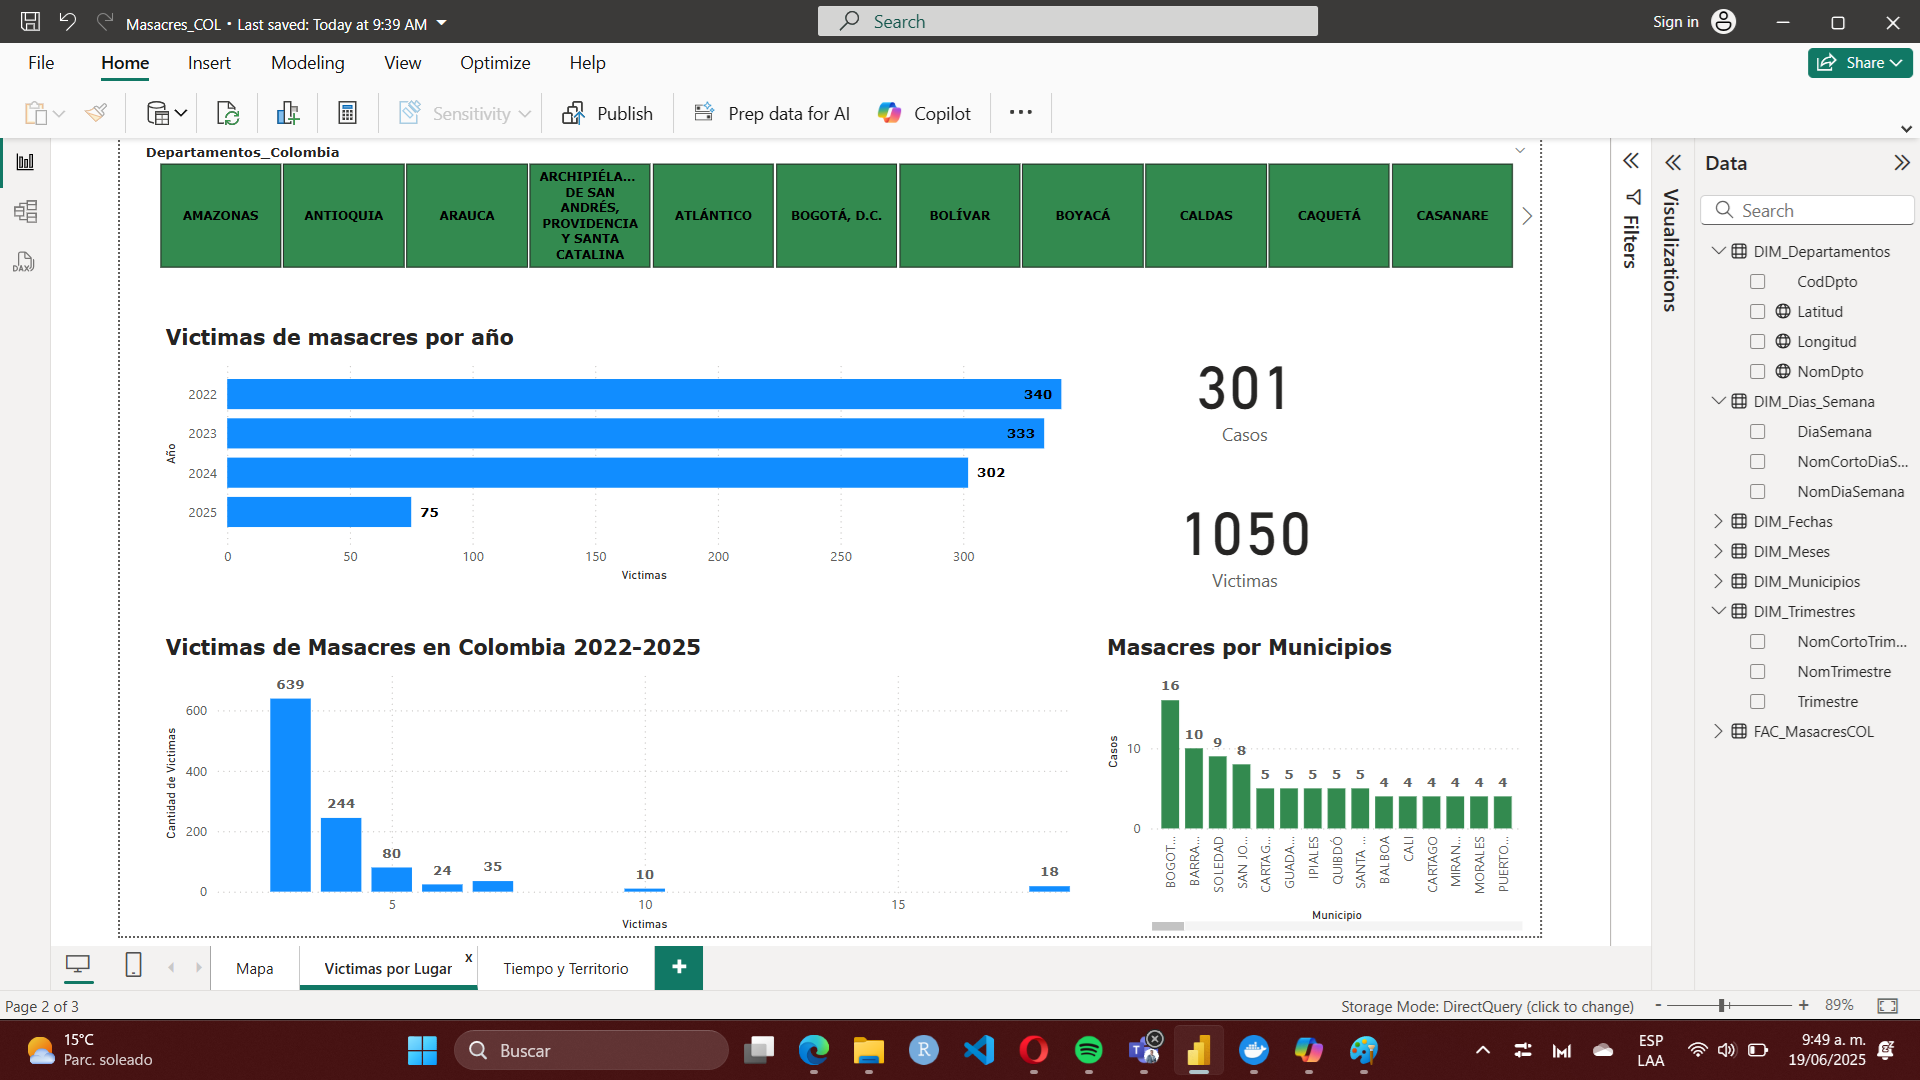 Masacres_COL • Last saved: Today at 9:39 AM
Search
Sign in
File
Home
Insert
Modeling
View
Optimize
Help
Share
Sensitivity
Publish
Prep data for AI
Copilot
Departamentos_Colombia
AMAZONAS
ANTIOQUIA
ARAUCA
ARCHIPIÉLA...
DE SAN
ANDRÉS,
PROVIDENCIA
Y SANTA
CATALINA
ATLÁNTICO
BOGOTÁ, D.C.
BOLÍVAR
BOYACÁ
CALDAS
CAQUETÁ
CASANARE
Victimas de masacres por año
Año
2022
340
2023
333
2024
302
2025
75
0
50
100
150
200
250
300
Victimas
301
Casos
1050
Victimas
Victimas de Masacres en Colombia 2022-2025
Cantidad de Victimas
600
400
200
0
639
244
80
24
35
10
18
5
10
15
Victimas
Masacres por Municipios
Casos
10
0
16
10
9
8
5
5
5
5
5
4
4
4
4
4
4
BOGOT...
BARRA...
SOLEDAD
SAN JO...
CARTAG...
GUADA...
IPIALES
QUIBDÓ
SANTA ...
BALBOA
CALI
CARTAGO
MIRAN...
MORALES
PUERTO...
Municipio
Filters
Visualizations
Data
Search
DIM_Departamentos
CodDpto
Latitud
Longitud
NomDpto
DIM_Dias_Semana
DiaSemana
NomCortoDiaS...
NomDiaSemana
DIM_Fechas
DIM_Meses
DIM_Municipios
DIM_Trimestres
NomCortoTrim...
NomTrimestre
Trimestre
FAC_MasacresCOL
DAX
Mapa
Victimas por Lugar
x
Tiempo y Territorio
+
Page 2 of 3
Storage Mode: DirectQuery (click to change)
- + 89%
15°C
Parc. soleado
Buscar
ESP
LAA
9:49 a. m.
19/06/2025